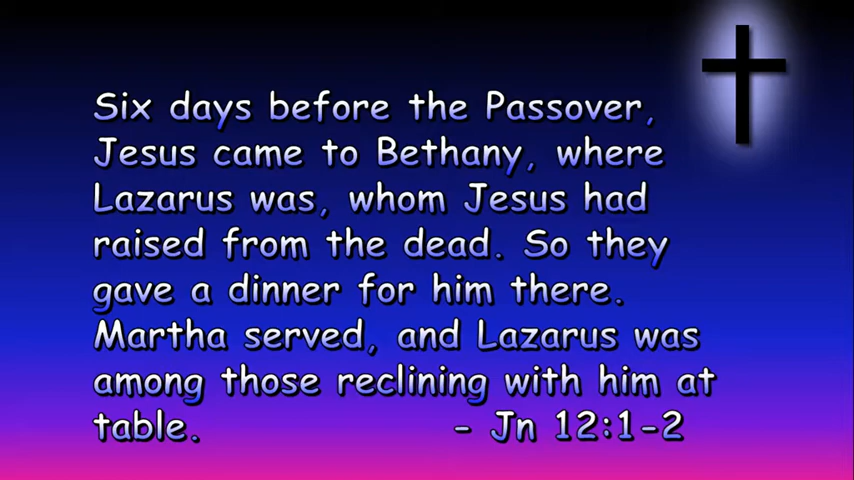 Six days before the Passover,
Jesus came to Bethany, where
Lazarus was, whom Jesus had
raised from the dead. So they
gave a dinner for him there.
Martha served, and Lazarus was
among those reclining with him at
table. - Jn 12:1-2